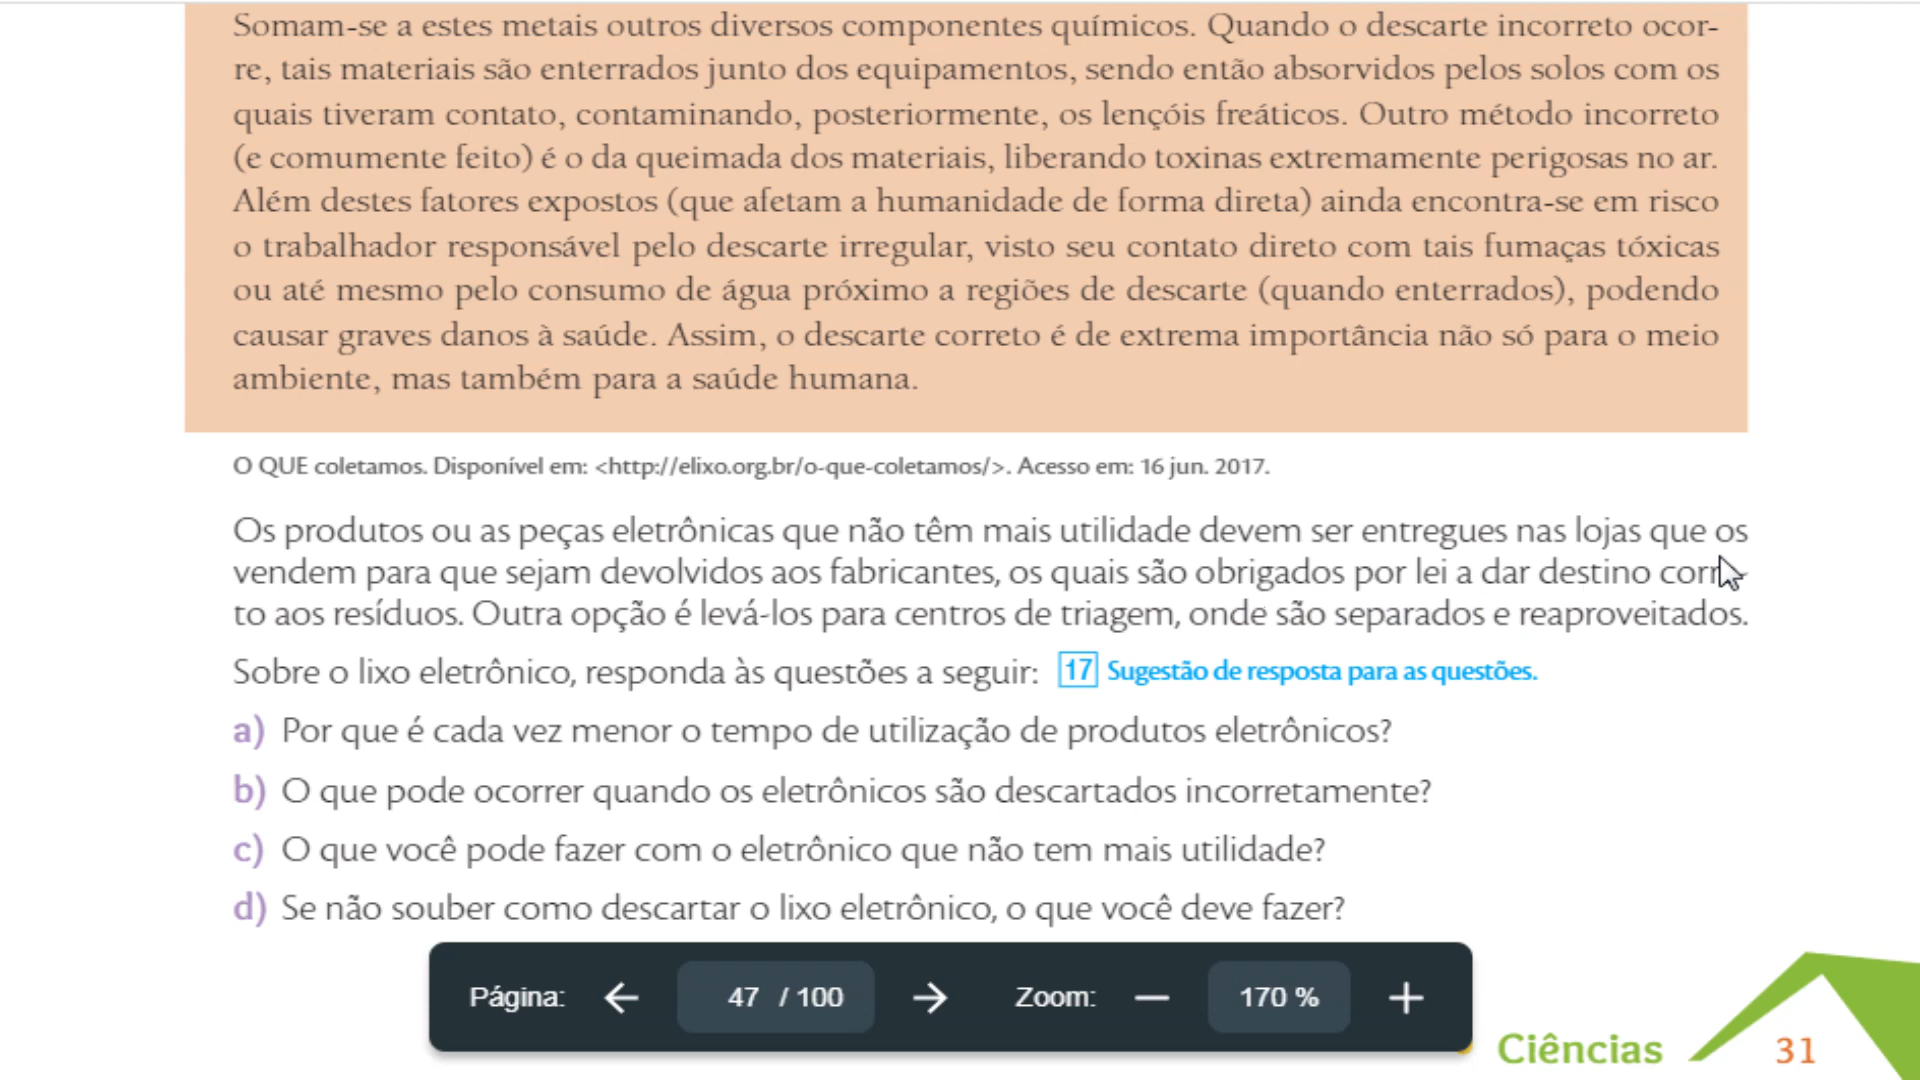 Somam-se a estes metais outros diversos componentes químicos. Quando o descarte incorreto ocor-
re, tais materiais são enterrados junto dos equipamentos, sendo então absorvidos pelos solos com os
quais tiveram contato, contaminando, posteriormente, os lençóis freáticos. Outro método incorreto
(e comumente feito) é o da queimada dos materiais, liberando toxinas extremamente perigosas no ar.
Além destes fatores expostos (que afetam a humanidade de forma direta) ainda encontra-se em risco
o trabalhador responsável pelo descarte irregular, visto seu contato direto com tais fumaças tóxicas
ou até mesmo pelo consumo de água próximo a regiões de descarte (quando enterrados), podendo
causar graves danos à saúde. Assim, o descarte correto é de extrema importância não só para o meio
ambiente, mas também para a saúde humana.
O QUE coletamos. Disponível em: <http://elixo.org.br/o-que-coletamos/>. Acesso em: 16 jun. 2017.
Os produtos ou as peças eletrônicas que não têm mais utilidade devem ser entregues nas lojas que os
vendem para que sejam devolvidos aos fabricantes, os quais são obrigados por lei a dar destino corre-
to aos resíduos. Outra opção é levá-los para centros de triagem, onde são separados e reaproveitados.
Sobre o lixo eletrônico, responda às questões a seguir: 17 Sugestão de resposta para as questões.
a) Por que é cada vez menor o tempo de utilização de produtos eletrônicos?
b) O que pode ocorrer quando os eletrônicos são descartados incorretamente?
c) O que você pode fazer com o eletrônico que não tem mais utilidade?
d) Se não souber como descartar o lixo eletrônico, o que você deve fazer?
Página: 47 / 100 Zoom: 170 %
Ciências 31